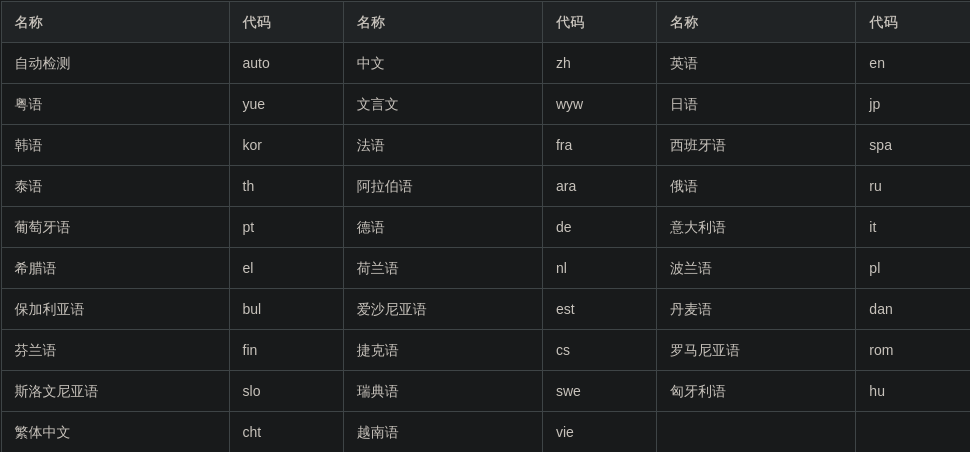 名称 代码 名称 代码 名称 代码
自动检测 auto 中文 zh 英语 en
粤语 yue 文言文 wyw 日语 jp
韩语 kor 法语 fra 西班牙语 spa
泰语 th 阿拉伯语 ara 俄语 ru
葡萄牙语 pt 德语 de 意大利语 it
希腊语 el 荷兰语 nl 波兰语 pl
保加利亚语 bul 爱沙尼亚语 est 丹麦语 dan
芬兰语 fin 捷克语 cs 罗马尼亚语 rom
斯洛文尼亚语 slo 瑞典语 swe 匈牙利语 hu
繁体中文 cht 越南语 vie